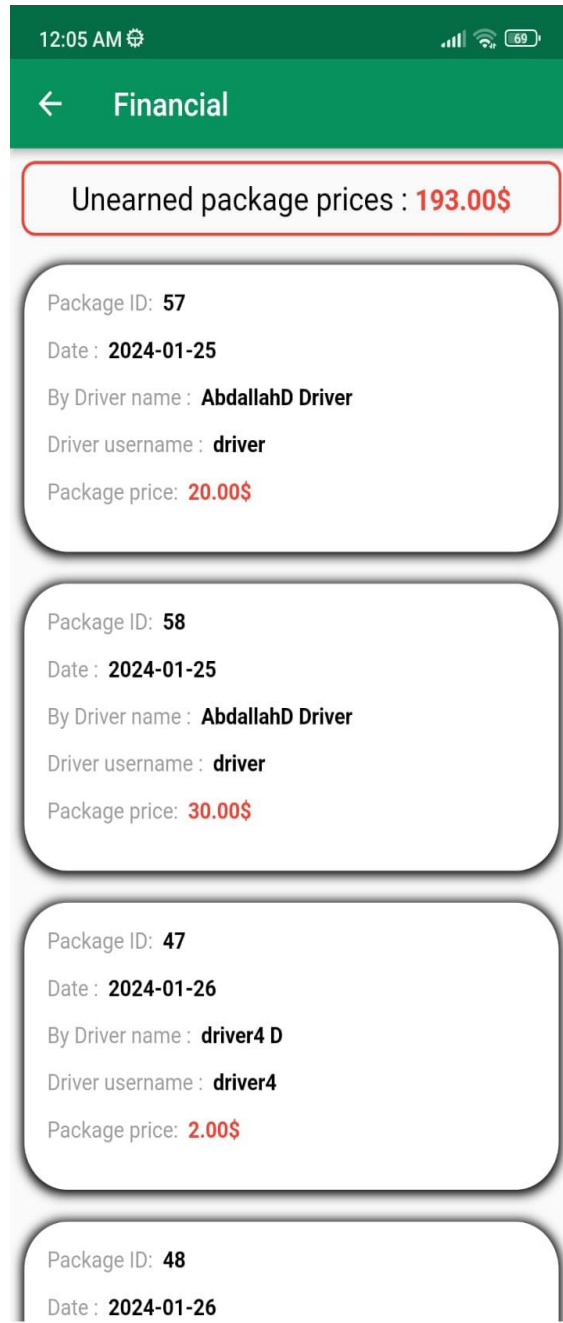 12:05 AM 69
Financial
Unearned package prices : 193.00$
Package ID: 57
Date : 2024-01-25
By Driver name : AbdallahD Driver
Driver username : driver
Package price: 20.00$
Package ID: 58
Date : 2024-01-25
By Driver name : AbdallahD Driver
Driver username : driver
Package price: 30.00$
Package ID: 47
Date : 2024-01-26
By Driver name : driver4 D
Driver username : driver4
Package price: 2.00$
Package ID: 48
Date : 2024-01-26